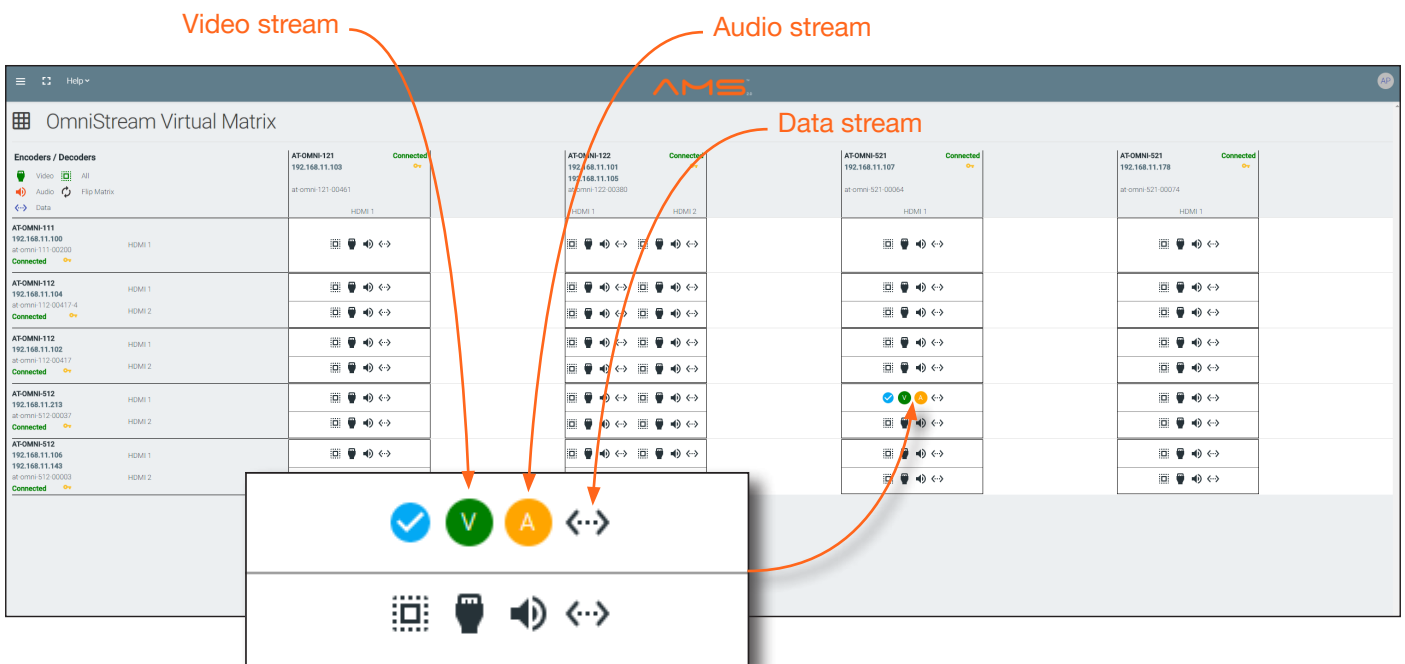 Video stream
Audio stream
Help
AMS
AP
OmniStream Virtual Matrix
Data stream
Encoders / Decoders
Video All
Audio Flip Matrix
Data
AT-OMNI-121 Connected
192.168.11.103
at-omni-121-00461
HDMI 1
AT-OMNI-122 Connected
192.168.11.101
192.168.11.105
at-omni-122-00380
HDMI 1 HDMI 2
AT-OMNI-521 Connected
192.168.11.107
at-omni-521-00064
HDMI 1
AT-OMNI-521 Connected
192.168.11.178
at-omni-521-00074
HDMI 1
AT-OMNI-111
192.168.11.100
at-omni-111-00200
Connected
HDMI 1
AT-OMNI-112
192.168.11.104
at-omni-112-00417-4
Connected
HDMI 1
HDMI 2
AT-OMNI-112
192.168.11.102
at-omni-112-00417
Connected
HDMI 1
HDMI 2
AT-OMNI-512
192.168.11.213
at-omni-512-00037
Connected
HDMI 1
HDMI 2
V A
AT-OMNI-512
192.168.11.106
192.168.11.143
at-omni-512-00003
Connected
HDMI 1
HDMI 2
V A